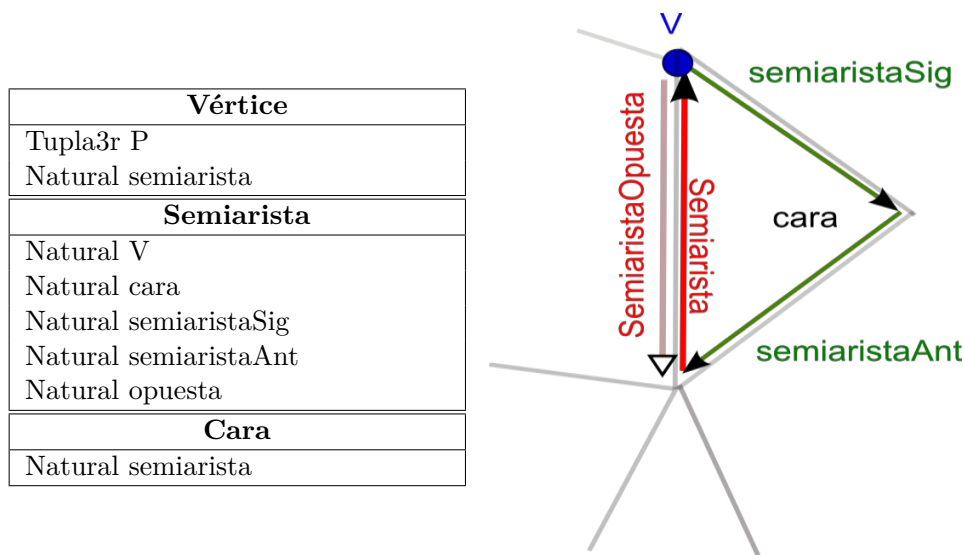 Vértice
Tupla3r P
Natural semiarista
Semiarista
Natural V
Natural cara
Natural semiaristaSig
Natural semiaristaAnt
Natural opuesta
Cara
Natural semiarista
V
semiaristaSig
SemiaristaOpuesta
Semiarista
cara
semiaristaAnt